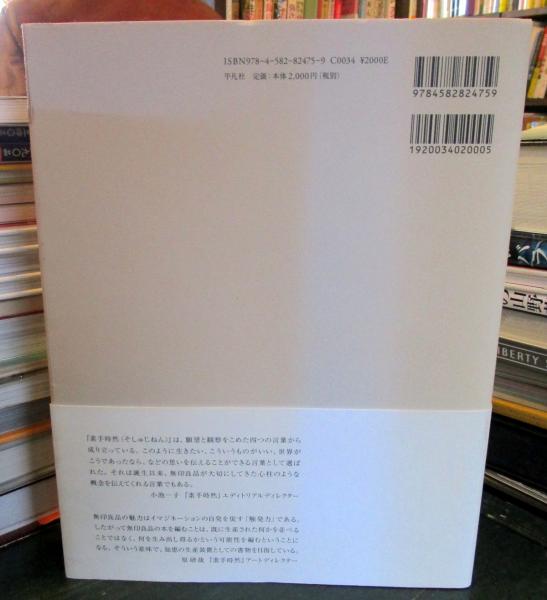 ISBN978-4-582-82475-9 C0034 ¥2000E
平凡社 定価:本体2,000円(税別)
9784582824759
1920034020005
『素手時然(そしゅじねん)』は、願望と観察をこめた四つの言葉から
成り立っている。このように生きたい、こういうものがいい、世界が
こうであったなら、などの思いを伝えることができる言葉として選ば
れた。それは誕生以来、無印良品が大切にしてきた心柱のような
概念を伝えてくれる言葉でもある。
小池一子『素手時然』エディトリアルディレクター
無印良品の魅力はイマジネーションの自発を促す「触発力」である。
したがって無印良品の本を編むことは、既に生産された何かを並べる
ことではなく、何を生み出し得るかという可能性を編むということに
なる。そういう意味で、知恵の生産装置としての書物を目指している。
原研哉『素手時然』アートディレクター
の山野
LIBERTY